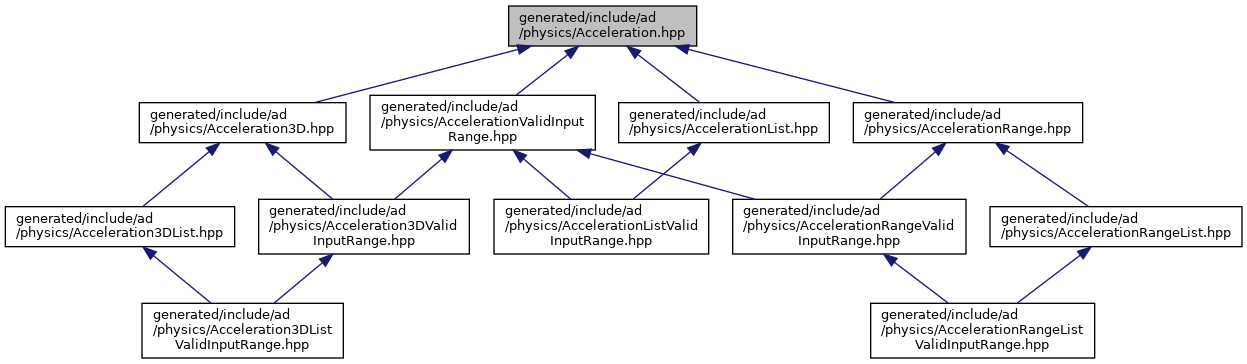 generated/include/ad
/physics/Acceleration.hpp
generated/include/ad
/physics/Acceleration3D.hpp
generated/include/ad
/physics/AccelerationValidInput
Range.hpp
generated/include/ad
/physics/AccelerationList.hpp
generated/include/ad
/physics/AccelerationRange.hpp
generated/include/ad
/physics/Acceleration3DList.hpp
generated/include/ad
/physics/Acceleration3DValid
InputRange.hpp
generated/include/ad
/physics/AccelerationListValid
InputRange.hpp
generated/include/ad
/physics/AccelerationRangeValid
InputRange.hpp
generated/include/ad
/physics/AccelerationRangeList.hpp
generated/include/ad
/physics/Acceleration3DList
ValidInputRange.hpp
generated/include/ad
/physics/AccelerationRangeList
ValidInputRange.hpp